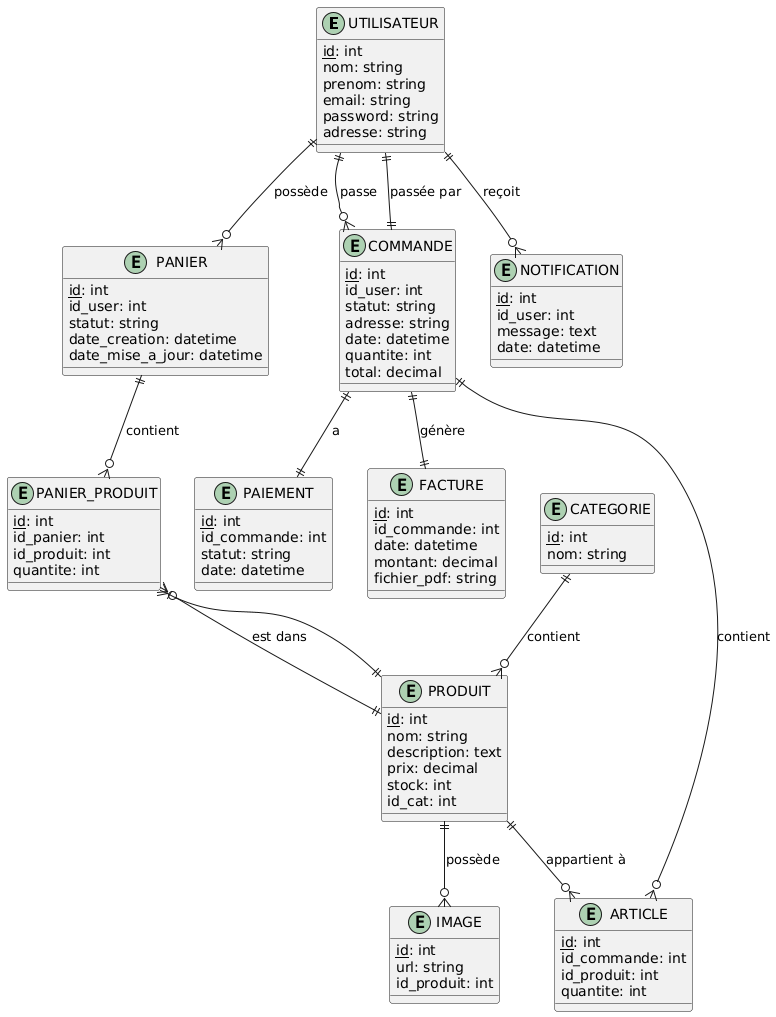 E UTILISATEUR
id: int
nom: string
prenom: string
email: string
password: string
adresse: string
possède
passe
passée par
reçoit
E PANIER
id: int
id_user: int
statut: string
date_creation: datetime
date_mise_a_jour: datetime
E COMMANDE
id: int
id_user: int
statut: string
adresse: string
date: datetime
quantite: int
total: decimal
E NOTIFICATION
id: int
id_user: int
message: text
date: datetime
contient
a
génère
E PANIER_PRODUIT
id: int
id_panier: int
id_produit: int
quantite: int
E PAIEMENT
id: int
id_commande: int
statut: string
date: datetime
E FACTURE
id: int
id_commande: int
date: datetime
montant: decimal
fichier_pdf: string
E CATEGORIE
id: int
nom: string
est dans
contient
contient
E PRODUIT
id: int
nom: string
description: text
prix: decimal
stock: int
id_cat: int
possède
appartient à
E IMAGE
id: int
url: string
id_produit: int
E ARTICLE
id: int
id_commande: int
id_produit: int
quantite: int